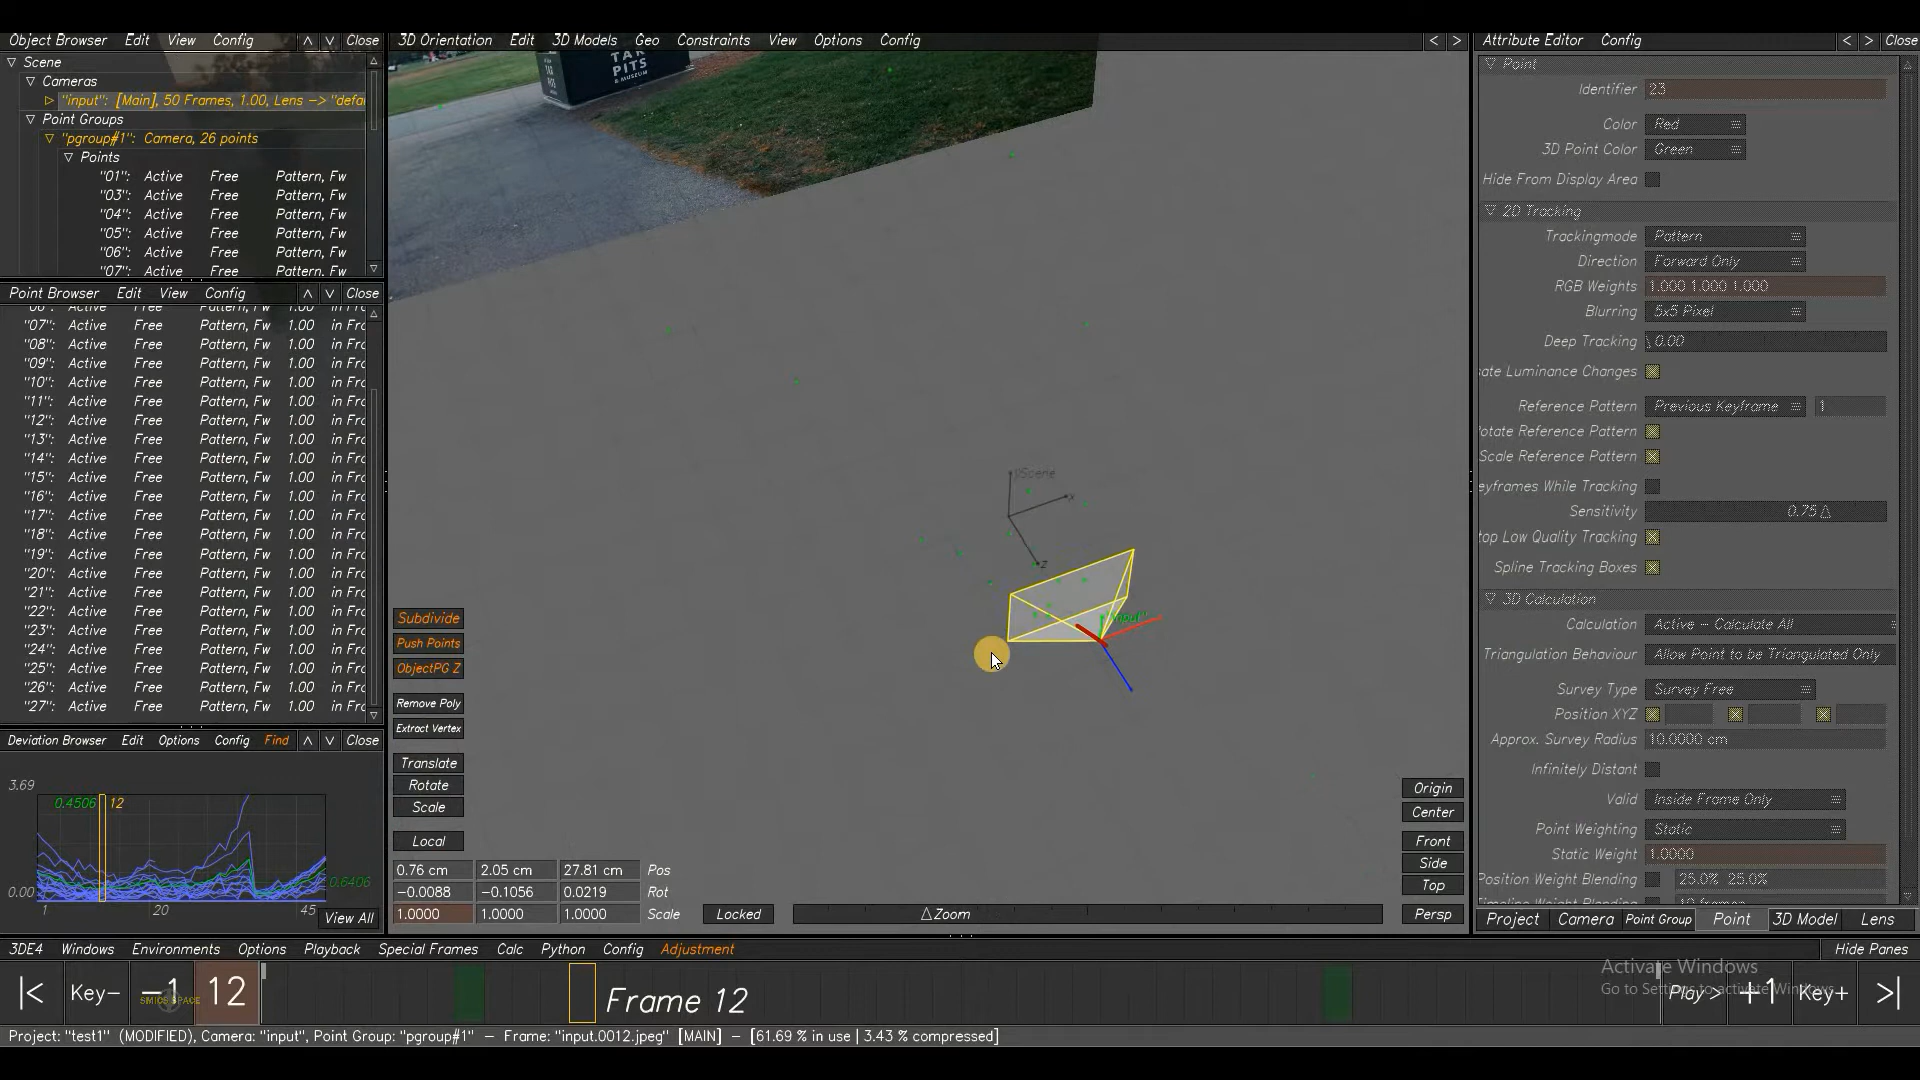 Object Browser Edit View Config Close
Scene
Cameras
"input": [Main], 50 Frames, 1.00, Lens -> "defa
Point Groups
"pgroup#1": Camera, 26 points
Points
"01": Active Free Pattern, Fw
"03": Active Free Pattern, Fw
"04": Active Free Pattern, Fw
"05": Active Free Pattern, Fw
"06": Active Free Pattern, Fw
"07": Active Free Pattern, Fw
Point Browser Edit View Config Close
"07": Active Free Pattern, Fw 1.00 in Fra
"08": Active Free Pattern, Fw 1.00 in Fra
"09": Active Free Pattern, Fw 1.00 in Fra
"10": Active Free Pattern, Fw 1.00 in Fra
"11": Active Free Pattern, Fw 1.00 in Fra
"12": Active Free Pattern, Fw 1.00 in Fra
"13": Active Free Pattern, Fw 1.00 in Fra
"14": Active Free Pattern, Fw 1.00 in Fra
"15": Active Free Pattern, Fw 1.00 in Fra
"16": Active Free Pattern, Fw 1.00 in Fra
"17": Active Free Pattern, Fw 1.00 in Fra
"18": Active Free Pattern, Fw 1.00 in Fra
"19": Active Free Pattern, Fw 1.00 in Fra
"20": Active Free Pattern, Fw 1.00 in Fra
"21": Active Free Pattern, Fw 1.00 in Fra
"22": Active Free Pattern, Fw 1.00 in Fra
"23": Active Free Pattern, Fw 1.00 in Fra
"24": Active Free Pattern, Fw 1.00 in Fra
"25": Active Free Pattern, Fw 1.00 in Fra
"26": Active Free Pattern, Fw 1.00 in Fra
"27": Active Free Pattern, Fw 1.00 in Fra
Deviation Browser Edit Options Config Find Close
3.69
0.4506 12
0.00
0.6406
1 20 45 View All
3D Orientation Edit 3D Models Geo Constraints View Options Config
TAR
PITS
& MUSEUM
yScene
x
z
"input"
Subdivide
Push Points
ObjectPG Z
Remove Poly
Extract Vertex
Translate
Rotate
Scale
Local
0.76 cm 2.05 cm 27.81 cm Pos
-0.0088 -0.1056 0.0219 Rot
1.0000 1.0000 1.0000 Scale Locked Zoom
Origin
Center
Front
Side
Top
Persp
Attribute Editor Config Close
Point
Identifier 23
Color Red
3D Point Color Green
Hide From Display Area
2D Tracking
Trackingmode Pattern
Direction Forward Only
RGB Weights 1.000 1.000 1.000
Blurring 5x5 Pixel
Deep Tracking 0.00
sate Luminance Changes
Reference Pattern Previous Keyframe 1
otate Reference Pattern
Scale Reference Pattern
eyframes While Tracking
Sensitivity 0.75
top Low Quality Tracking
Spline Tracking Boxes
3D Calculation
Calculation Active - Calculate All
Triangulation Behaviour Allow Point to be Triangulated Only
Survey Type Survey Free
Position XYZ
Approx. Survey Radius 10.0000 cm
Infinitely Distant
Valid Inside Frame Only
Point Weighting Static
Static Weight 1.0000
Position Weight Blending 25.0% 25.0%
Timeline Weight Blending 10 frames
Project Camera Point Group Point 3D Model Lens
3DE4 Windows Environments Options Playback Special Frames Calc Python Config Adjustment Hide Panes
|< Key- -1 12 Frame 12 Play > +1 Key+ >|
SMICS SPACE
Activate Windows
Go to Settings to activate Windows.
Project: "test1" (MODIFIED), Camera: "input", Point Group: "pgroup#1" - Frame: "input.0012.jpeg" [MAIN] - [61.69 % in use | 3.43 % compressed]